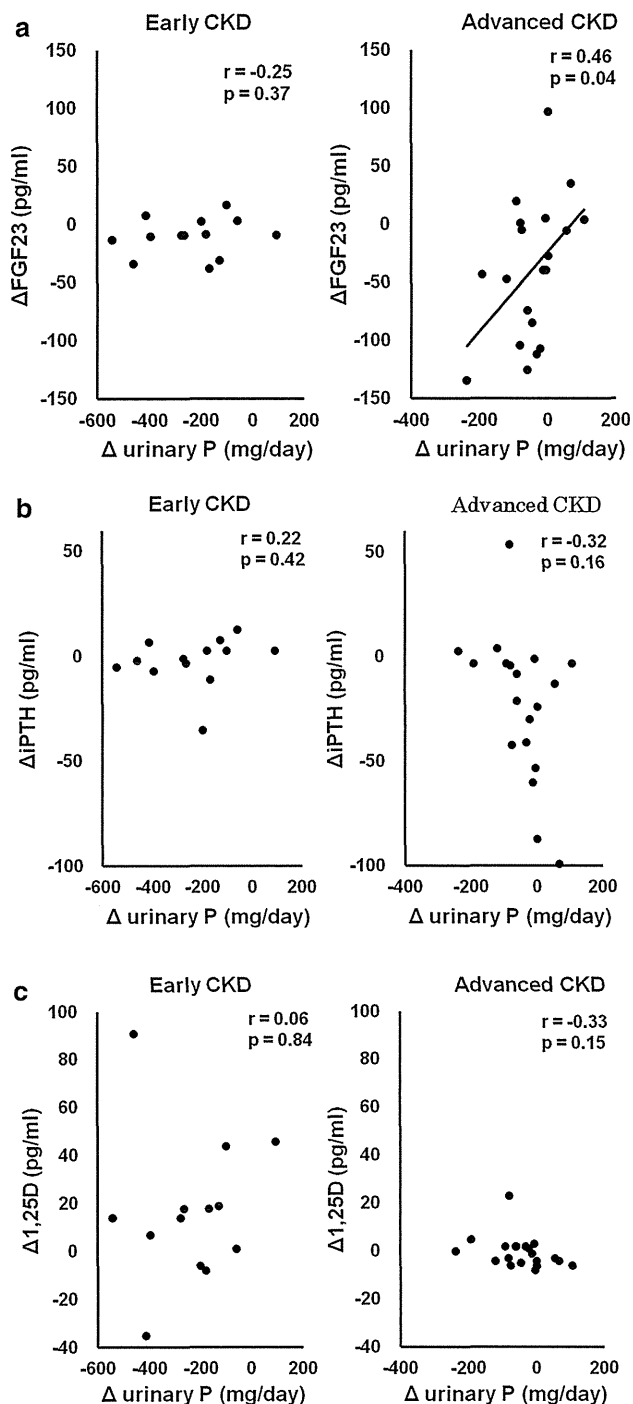 a
Early CKD
Advanced CKD
r = -0.25
p = 0.37
r = 0.46
p = 0.04
ΔFGF23 (pg/ml)
150
100
50
0
-50
-100
-150
-600 -400 -200 0 200
Δ urinary P (mg/day)
ΔFGF23 (pg/ml)
150
100
50
0
-50
-100
-150
-400 -200 0 200
Δ urinary P (mg/day)
b
Early CKD
Advanced CKD
r = 0.22
p = 0.42
r = -0.32
p = 0.16
ΔiPTH (pg/ml)
50
0
-50
-100
-600 -400 -200 0 200
Δ urinary P (mg/day)
ΔiPTH (pg/ml)
50
0
-50
-100
-400 -200 0 200
Δ urinary P (mg/day)
c
Early CKD
Advanced CKD
r = 0.06
p = 0.84
r = -0.33
p = 0.15
Δ1,25D (pg/ml)
100
80
60
40
20
0
-20
-40
-600 -400 -200 0 200
Δ urinary P (mg/day)
Δ1,25D (pg/ml)
100
80
60
40
20
0
-20
-40
-400 -200 0 200
Δ urinary P (mg/day)